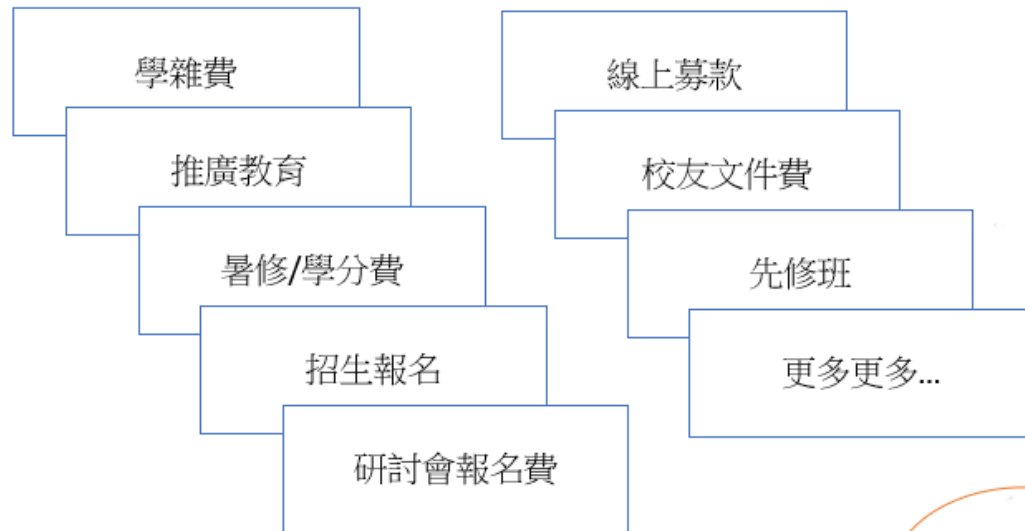 學雜費
推廣教育
暑修/學分費
招生報名
研討會報名費
線上募款
校友文件費
先修班
更多更多...